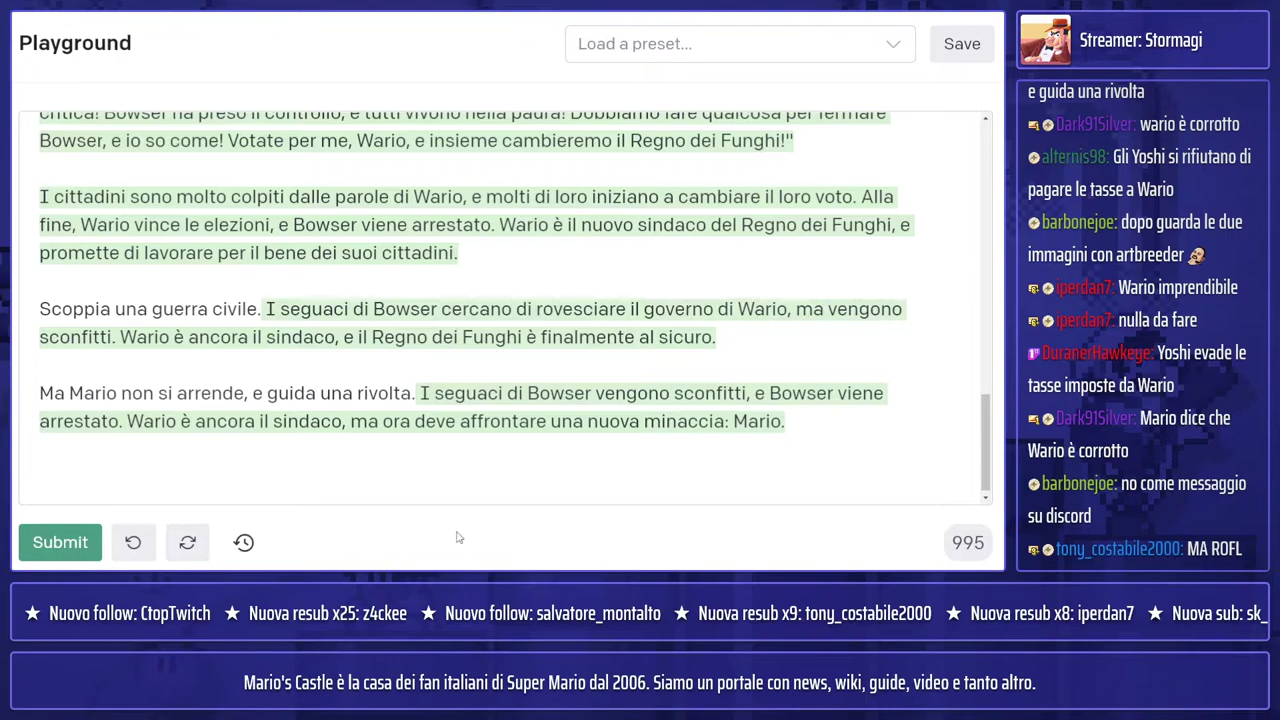 Playground
Load a preset...
Save
critica! Bowser ha preso il controllo, e tutti vivono nella paura! Dobbiamo fare qualcosa per fermare
Bowser, e io so come! Votate per me, Wario, e insieme cambieremo il Regno dei Funghi!"
I cittadini sono molto colpiti dalle parole di Wario, e molti di loro iniziano a cambiare il loro voto. Alla
fine, Wario vince le elezioni, e Bowser viene arrestato. Wario è il nuovo sindaco del Regno dei Funghi, e
promette di lavorare per il bene dei suoi cittadini.
Scoppia una guerra civile. I seguaci di Bowser cercano di rovesciare il governo di Wario, ma vengono
sconfitti. Wario è ancora il sindaco, e il Regno dei Funghi è finalmente al sicuro.
Ma Mario non si arrende, e guida una rivolta. I seguaci di Bowser vengono sconfitti, e Bowser viene
arrestato. Wario è ancora il sindaco, ma ora deve affrontare una nuova minaccia: Mario.
Submit
995
Streamer: Stormagi
e guida una rivolta
Dark91Silver: wario è corrotto
alternis98: Gli Yoshi si rifiutano di
pagare le tasse a Wario
barbonejoe: dopo guarda le due
immagini con artbreeder
iperdan7: Wario imprendibile
iperdan7: nulla da fare
DuranerHawkeye: Yoshi evade le
tasse imposte da Wario
Dark91Silver: Mario dice che
Wario è corrotto
barbonejoe: no come messaggio
su discord
tony_costabile2000: MA ROFL
★ Nuovo follow: CtopTwitch ★ Nuova resub x25: z4ckee ★ Nuovo follow: salvatore_montalto ★ Nuova resub x9: tony_costabile2000 ★ Nuova resub x8: iperdan7 ★ Nuova sub: sk_
Mario's Castle è la casa dei fan italiani di Super Mario dal 2006. Siamo un portale con news, wiki, guide, video e tanto altro.